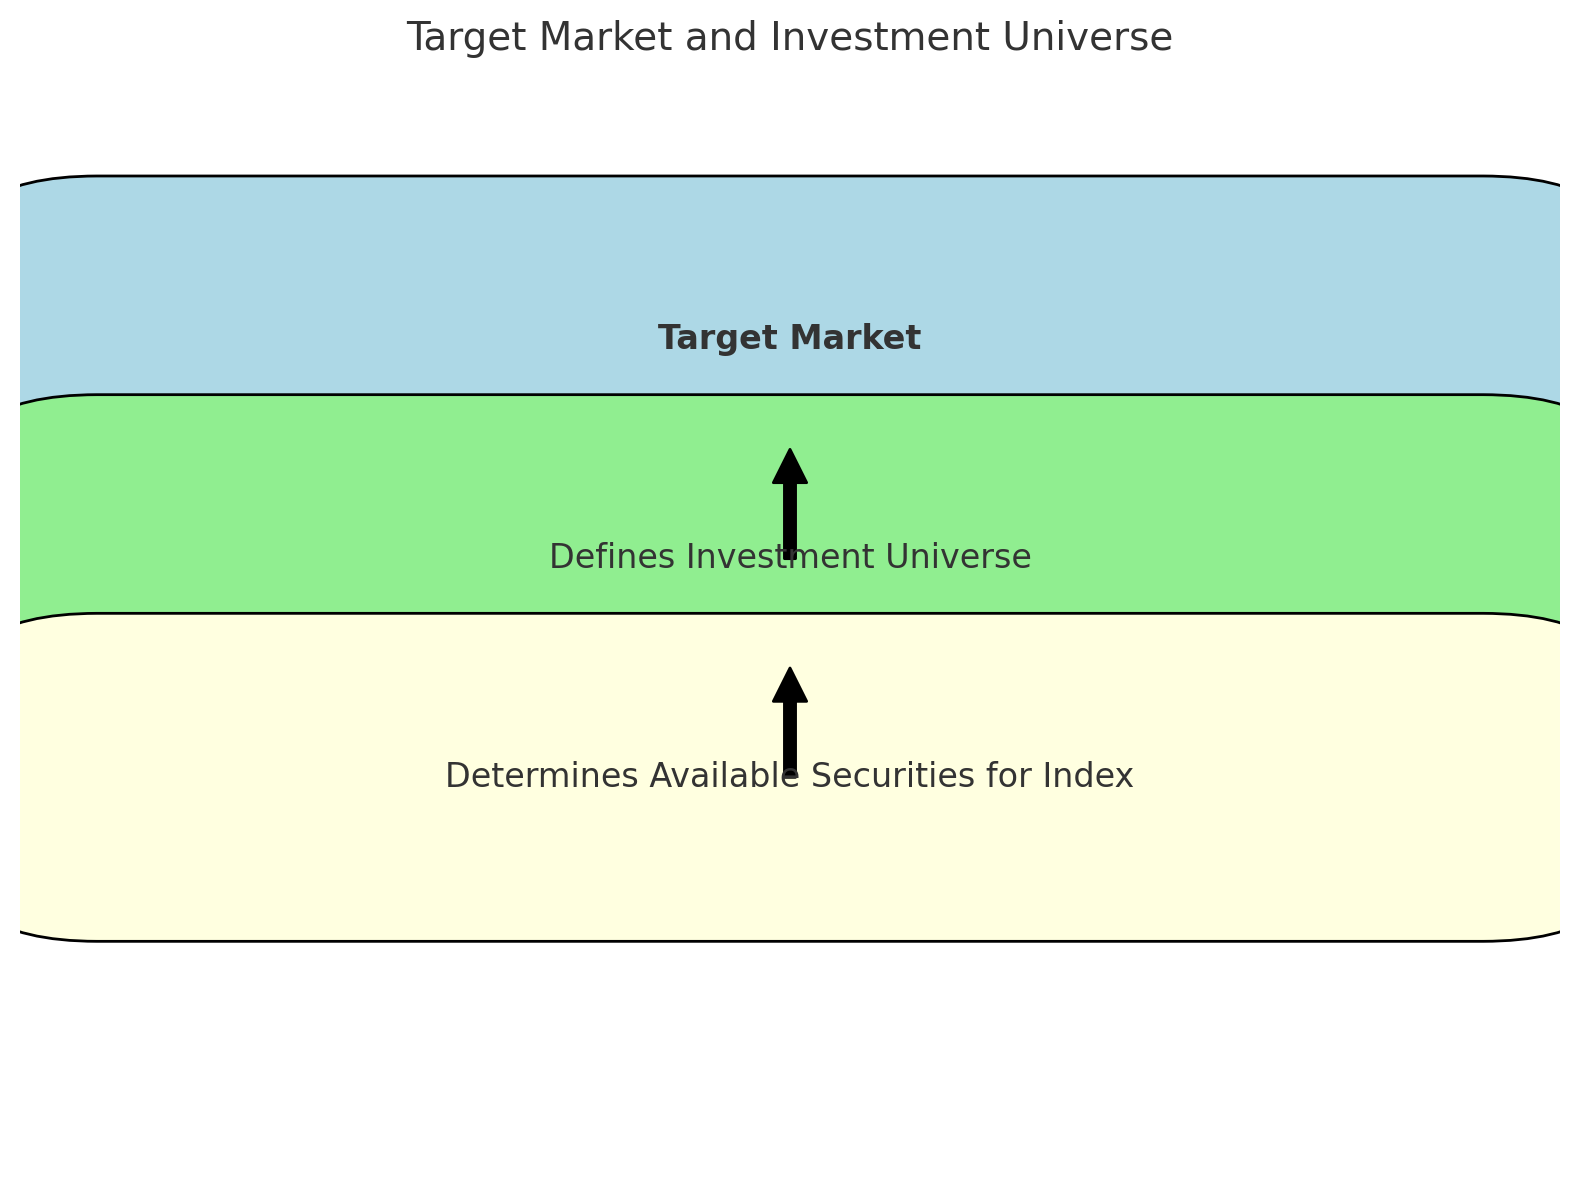 Target Market and Investment Universe
Target Market
Defines Investment Universe
Determines Available Securities for Index